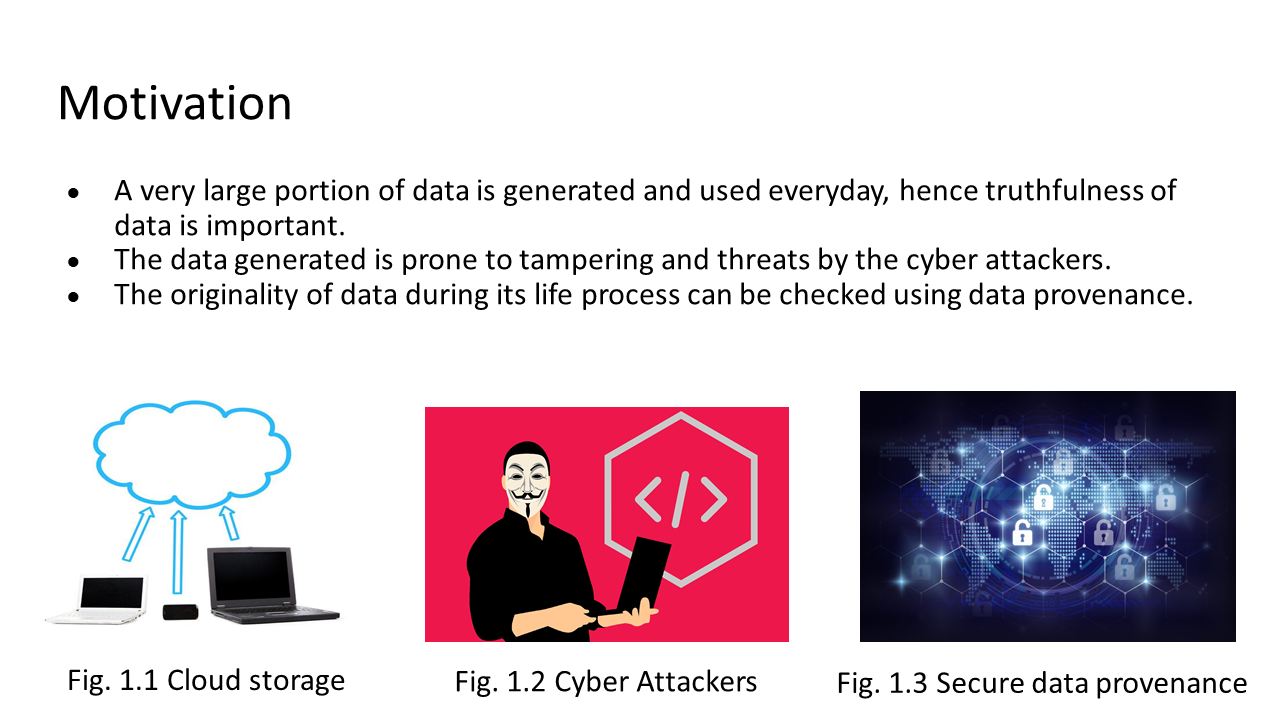 Motivation
● A very large portion of data is generated and used everyday, hence truthfulness of
data is important.
● The data generated is prone to tampering and threats by the cyber attackers.
● The originality of data during its life process can be checked using data provenance.
</>
Fig. 1.1 Cloud storage
Fig. 1.2 Cyber Attackers
Fig. 1.3 Secure data provenance